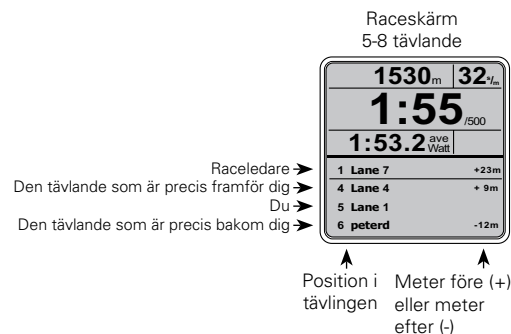 Raceskärm
5-8 tävlande
1530m 32s/m
1:55/500
1:53.2 ave Watt
Raceledare 1 Lane 7 +23m
Den tävlande som är precis framför dig 4 Lane 4 + 9m
Du 5 Lane 1
Den tävlande som är precis bakom dig 6 peterd -12m
Position i tävlingen
Meter före (+) eller meter efter (-)